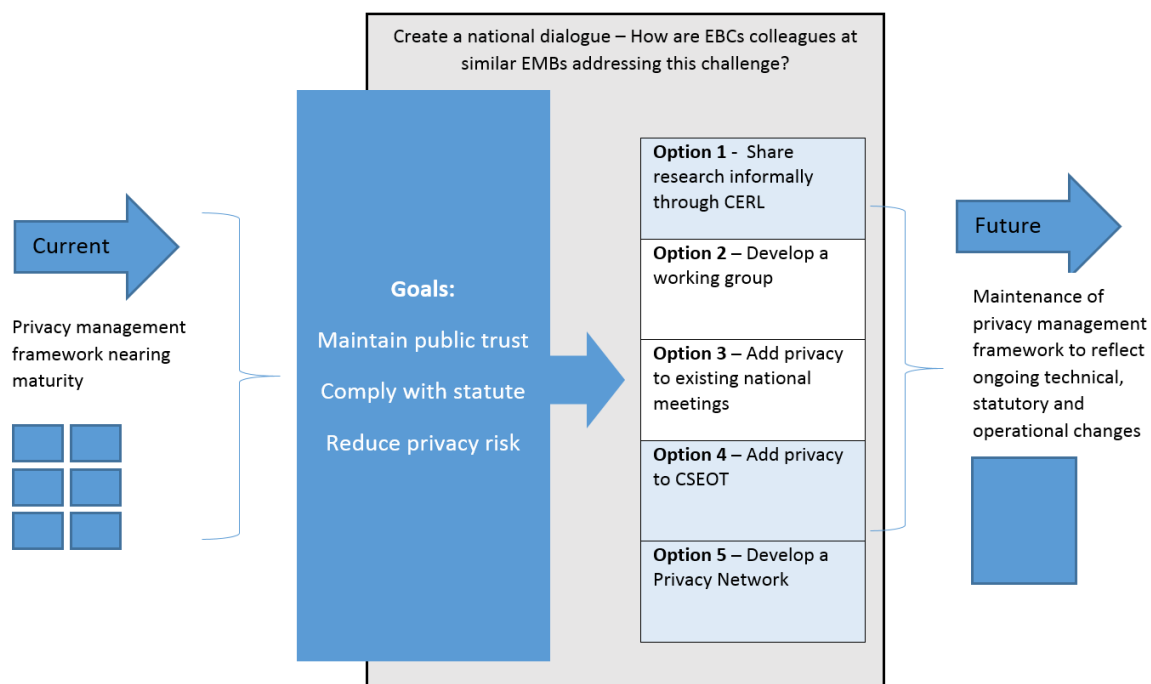 Create a national dialogue – How are EBCs colleagues at
similar EMBs addressing this challenge?
Current
Privacy management
framework nearing
maturity
Goals:
Maintain public trust
Comply with statute
Reduce privacy risk
Option 1 -  Share
research informally
through CERL
Option 2 – Develop a
working group
Option 3 – Add privacy
to existing national
meetings
Option 4 – Add privacy
to CSEOT
Option 5 – Develop a
Privacy Network
Future
Maintenance of
privacy management
framework to reflect
ongoing technical,
statutory and
operational changes